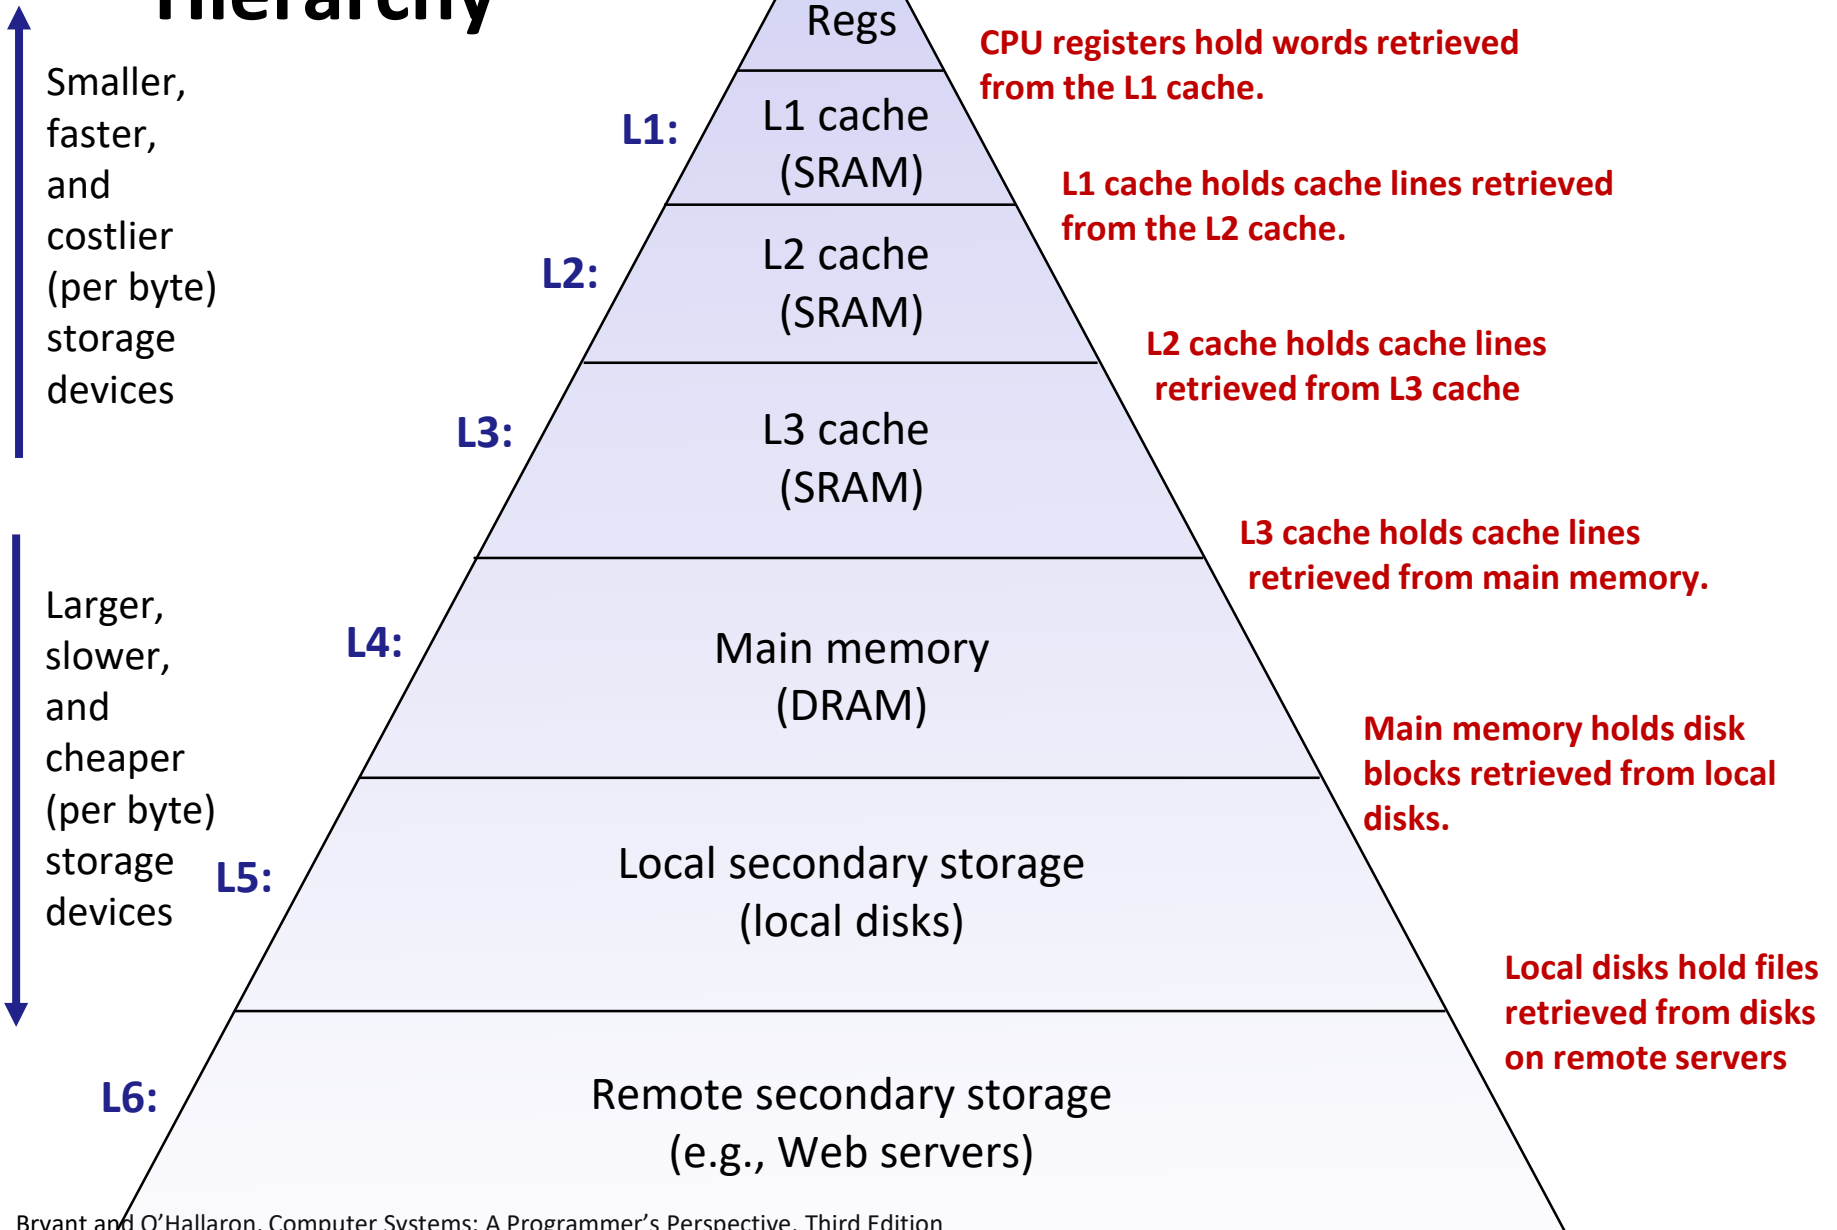 Hierarchy
Regs
CPU registers hold words retrieved
from the L1 cache.
Smaller,
faster,
and
costlier
(per byte)
storage
devices
L1:
L1 cache
(SRAM)
L1 cache holds cache lines retrieved
from the L2 cache.
L2:
L2 cache
(SRAM)
L2 cache holds cache lines
retrieved from L3 cache
L3:
L3 cache
(SRAM)
L3 cache holds cache lines
retrieved from main memory.
Larger,
slower,
and
cheaper
(per byte)
storage
devices
L4:
Main memory
(DRAM)
Main memory holds disk
blocks retrieved from local
disks.
L5:
Local secondary storage
(local disks)
Local disks hold files
retrieved from disks
on remote servers
L6:
Remote secondary storage
(e.g., Web servers)
Bryant and O’Hallaron, Computer Systems: A Programmer’s Perspective, Third Edition